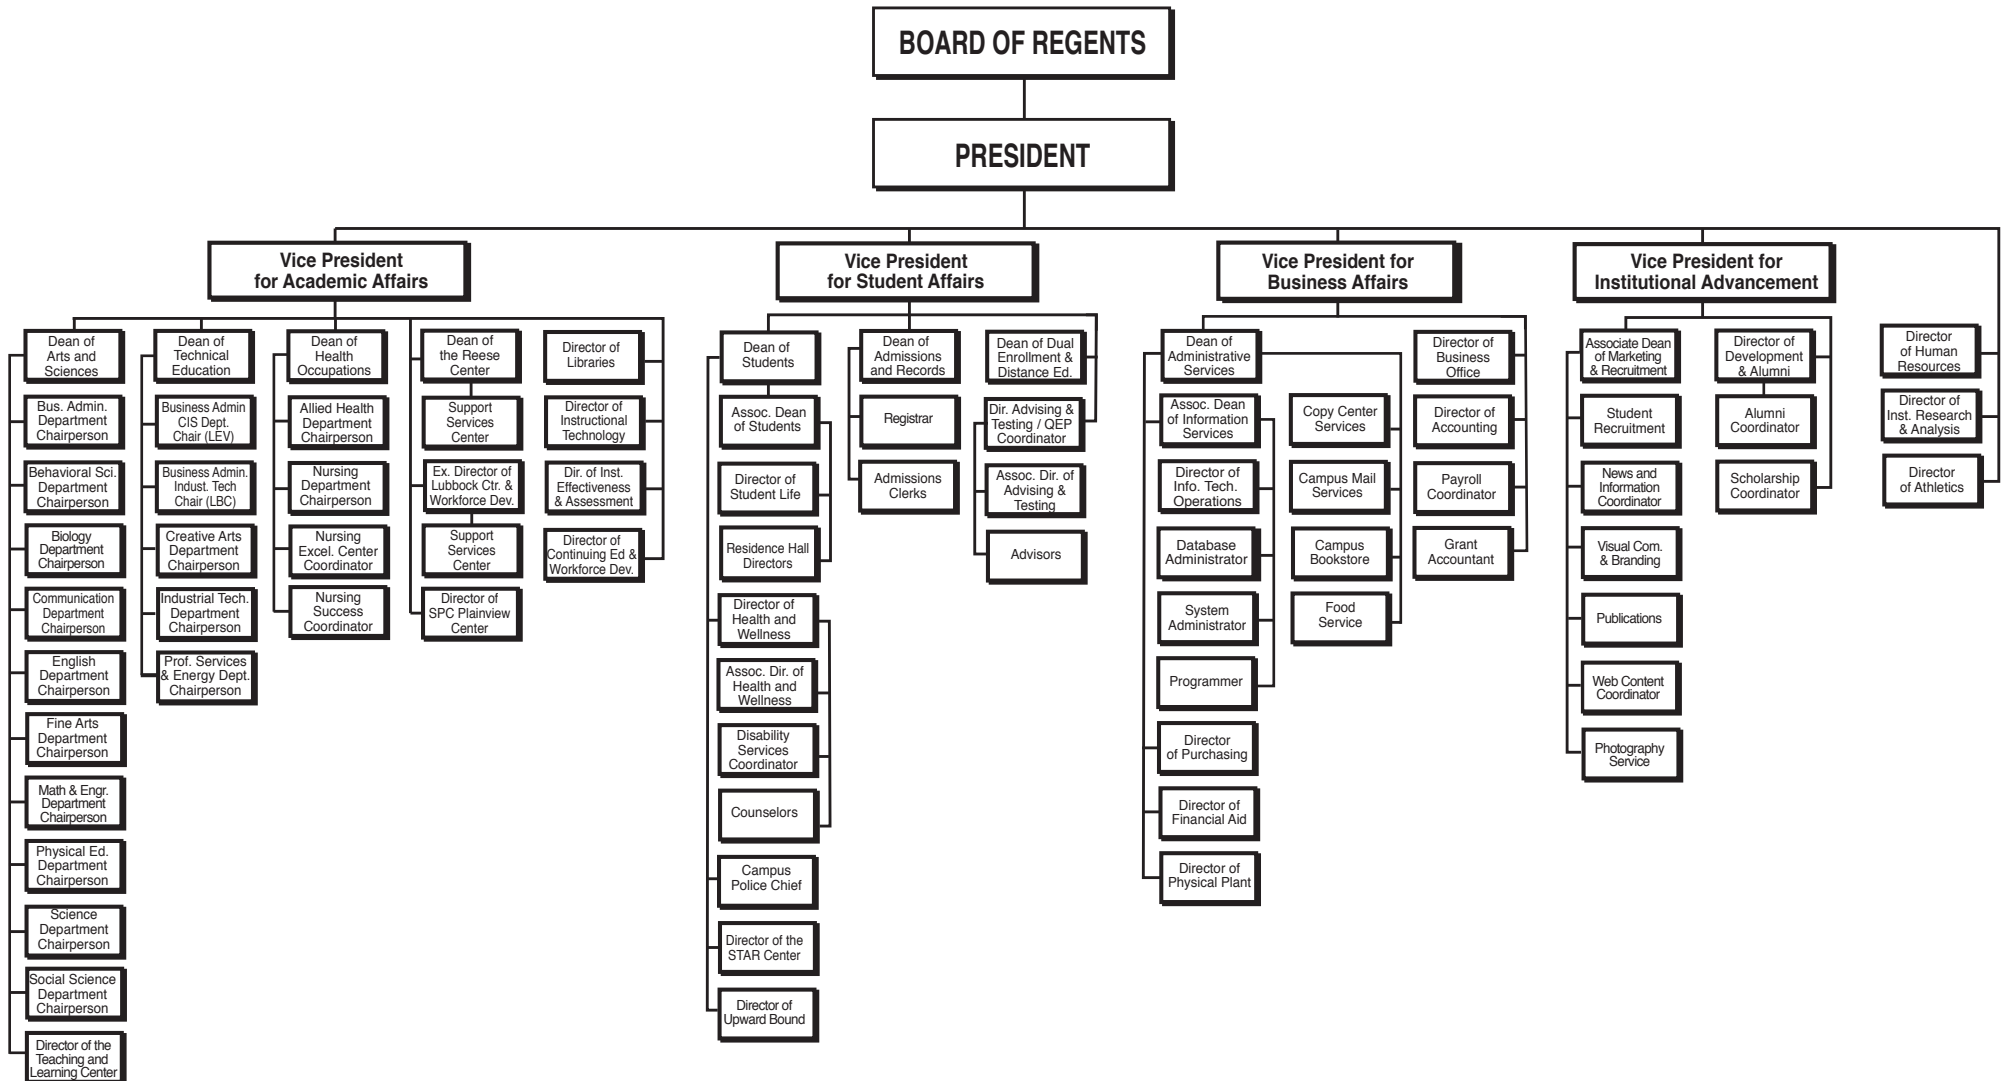 BOARD OF REGENTS
PRESIDENT
Vice President
for Academic Affairs
Dean of
Arts and
Sciences
Bus. Admin.
Department
Chairperson
Behavioral Sci.
Department
Chairperson
Biology
Department
Chairperson
Communication
Department
Chairperson
English
Department
Chairperson
Fine Arts
Department
Chairperson
Math & Engr.
Department
Chairperson
Physical Ed.
Department
Chairperson
Science
Department
Chairperson
Social Science
Department
Chairperson
Director of the
Teaching and
Learning Center
Dean of
Technical
Education
Business Admin
CIS Dept.
Chair (LEV)
Business Admin.
Indust. Tech
Chair (LBC)
Creative Arts
Department
Chairperson
Industrial Tech.
Department
Chairperson
Prof. Services
& Energy Dept.
Chairperson
Dean of
Health
Occupations
Allied Health
Department
Chairperson
Nursing
Department
Chairperson
Nursing
Excel. Center
Coordinator
Nursing
Success
Coordinator
Dean of
the Reese
Center
Support
Services
Center
Ex. Director of
Lubbock Ctr. &
Workforce Dev.
Support
Services
Center
Director of
SPC Plainview
Center
Director of
Libraries
Director of
Instructional
Technology
Dir. of Inst.
Effectiveness
& Assessment
Director of
Continuing Ed &
Workforce Dev.
Vice President
for Student Affairs
Dean of
Students
Assoc. Dean
of Students
Director of
Student Life
Residence Hall
Directors
Director of
Health and
Wellness
Assoc. Dir. of
Health and
Wellness
Disability
Services
Coordinator
Counselors
Campus
Police Chief
Director of the
STAR Center
Director of
Upward Bound
Dean of
Admissions
and Records
Registrar
Admissions
Clerks
Dean of Dual
Enrollment &
Distance Ed.
Dir. Advising &
Testing / QEP
Coordinator
Assoc. Dir. of
Advising &
Testing
Advisors
Vice President for
Business Affairs
Dean of
Administrative
Services
Assoc. Dean
of Information
Services
Director of
Info. Tech.
Operations
Database
Administrator
System
Administrator
Programmer
Director
of Purchasing
Director of
Financial Aid
Director of
Physical Plant
Copy Center
Services
Campus Mail
Services
Campus
Bookstore
Food
Service
Director of
Business
Office
Director of
Accounting
Payroll
Coordinator
Grant
Accountant
Vice President for
Institutional Advancement
Associate Dean
of Marketing
& Recruitment
Student
Recruitment
News and
Information
Coordinator
Visual Com.
& Branding
Publications
Web Content
Coordinator
Photography
Service
Director of
Development
& Alumni
Alumni
Coordinator
Scholarship
Coordinator
Director
of Human
Resources
Director of
Inst. Research
& Analysis
Director
of Athletics